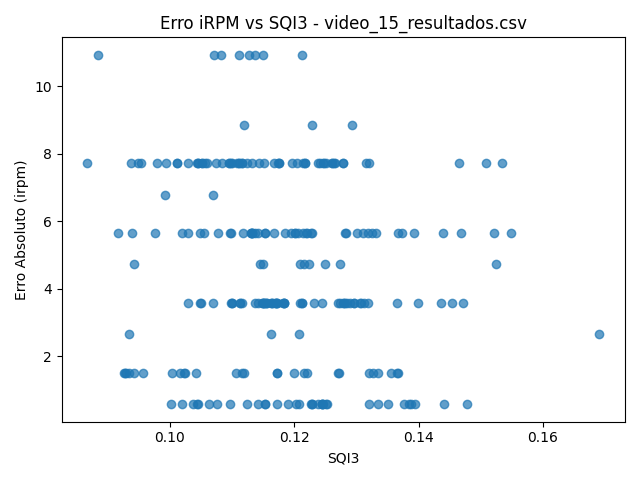 Erro iRPM vs SQI3 - video_15_resultados.csv
Erro Absoluto (irpm)
10
8
6
4
2
0.10 0.12 0.14 0.16
SQI3